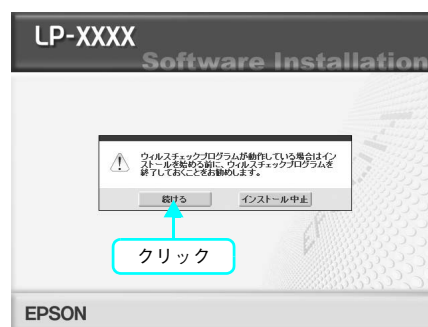 LP-XXXX
Software Installation
ウィルスチェックプログラムが動作している場合はイン
ストールを始める前に、ウィルスチェックプログラムを
終了しておくことをお勧めします。
続ける インストール中止
クリック
EPSON